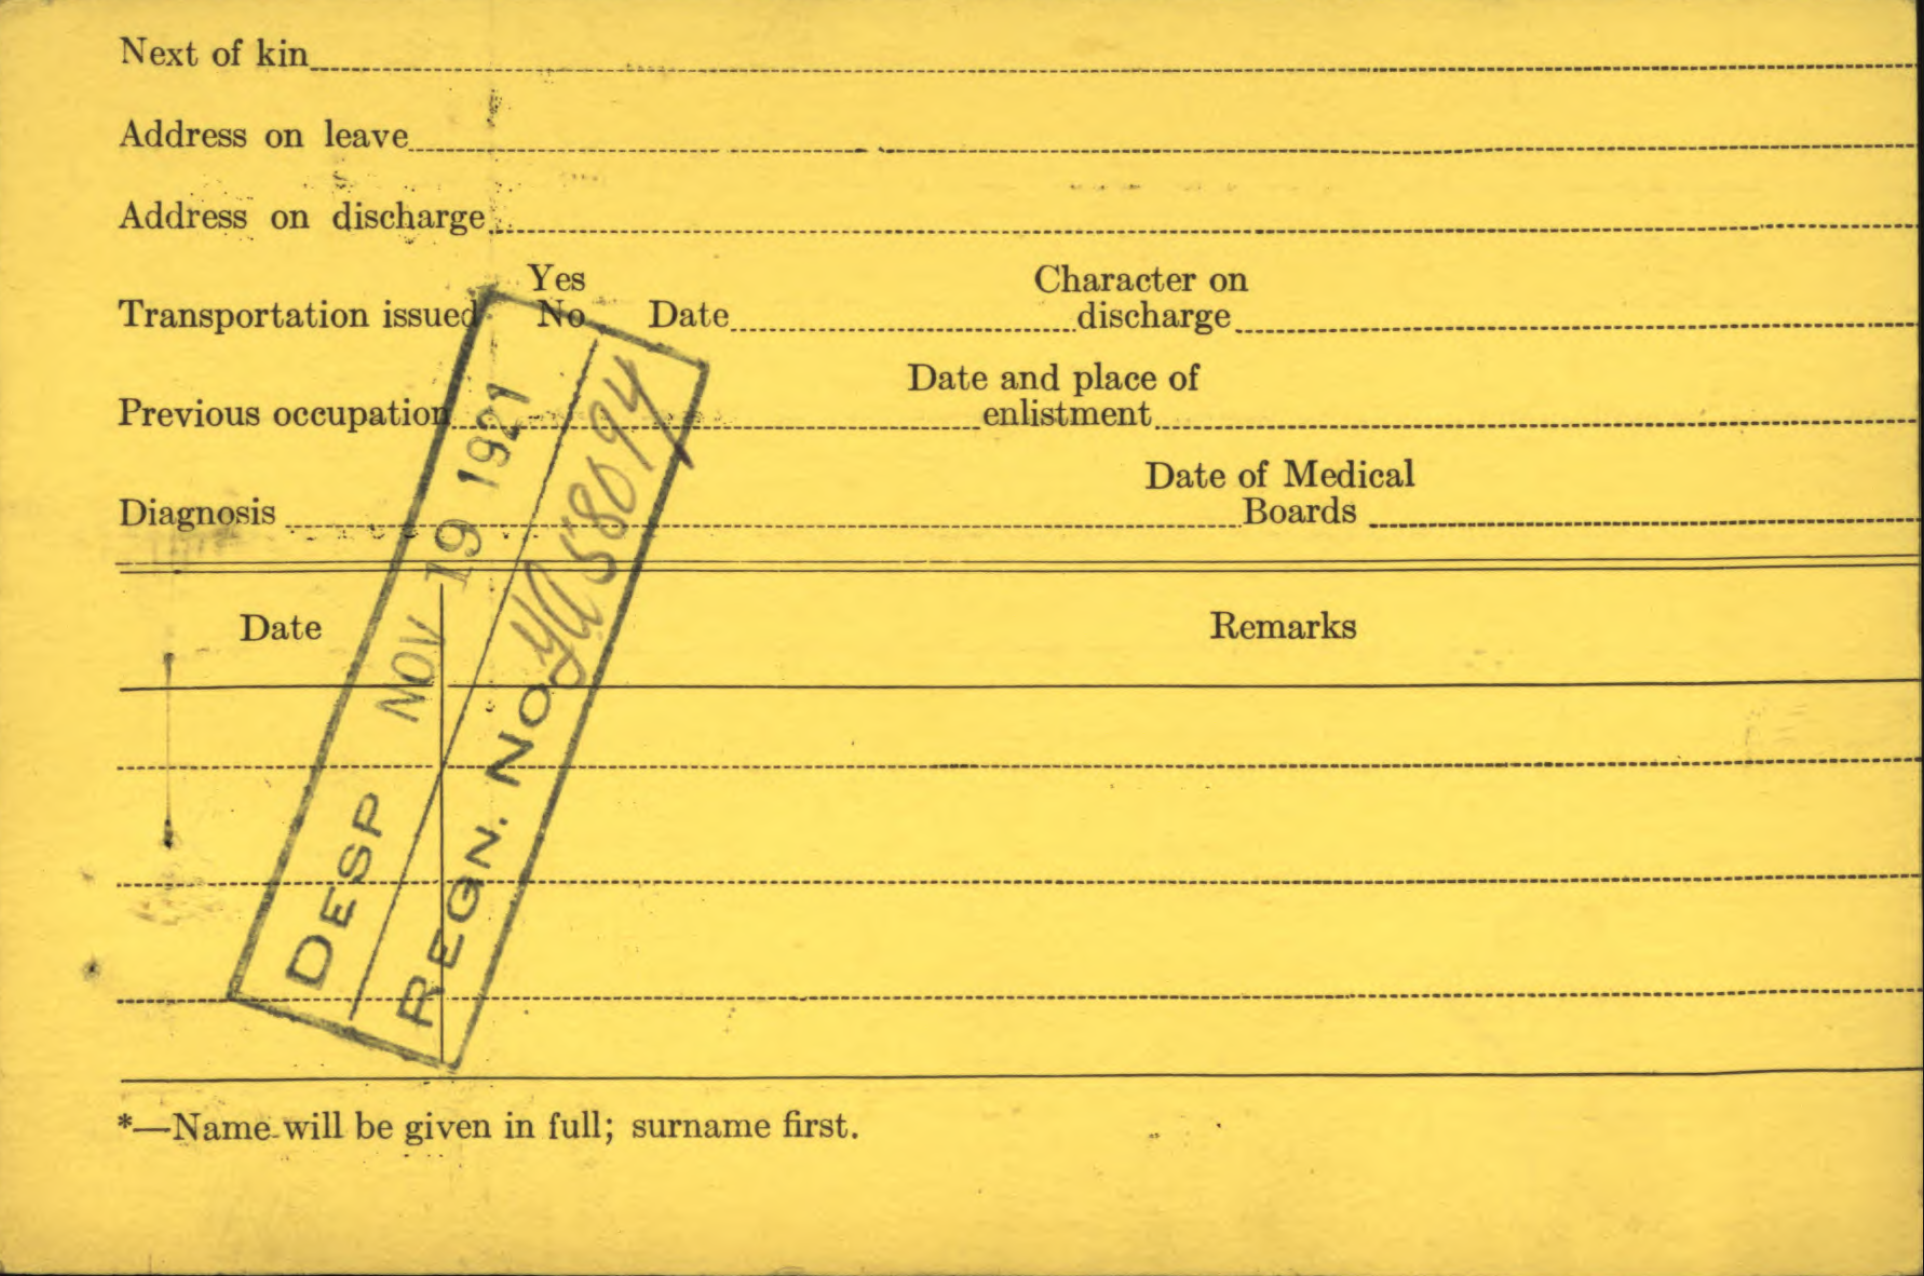 Next of kin
Address on leave
Address on discharge
Transportation issued Yes No Date Character on discharge
Previous occupation Date and place of enlistment
Diagnosis Date of Medical Boards
Date Remarks
DESP NOV 19 1921
REGN. NO. 58094
*—Name will be given in full; surname first.